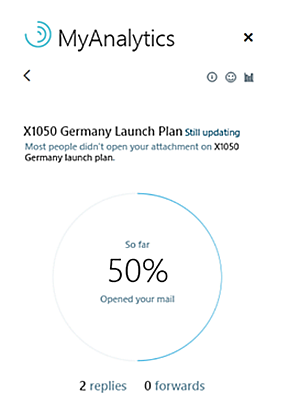 MyAnalytics
X1050 Germany Launch Plan Still updating
Most people didn't open your attachment on X1050
Germany launch plan.
So far
50%
Opened your mail
2 replies 0 forwards